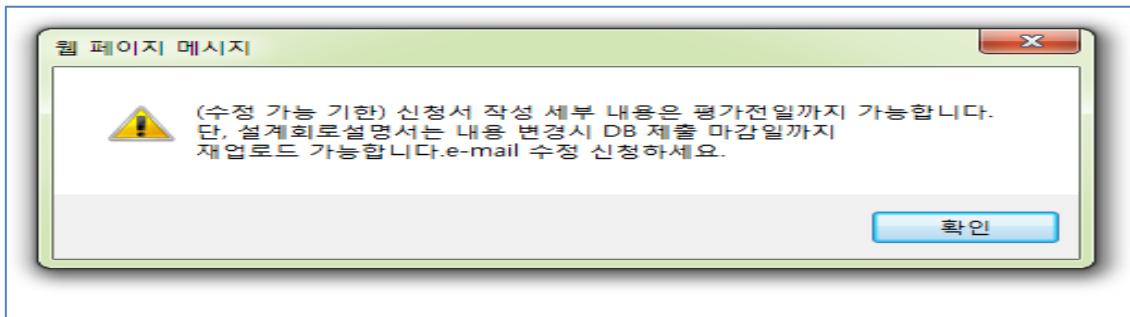 웹 페이지 메시지
(수정 가능 기한) 신청서 작성 세부 내용은 평가전일까지 가능합니다.
단, 설계회로설명서는 내용 변경시 DB 제출 마감일까지
재업로드 가능합니다.e-mail 수정 신청하세요.
확인